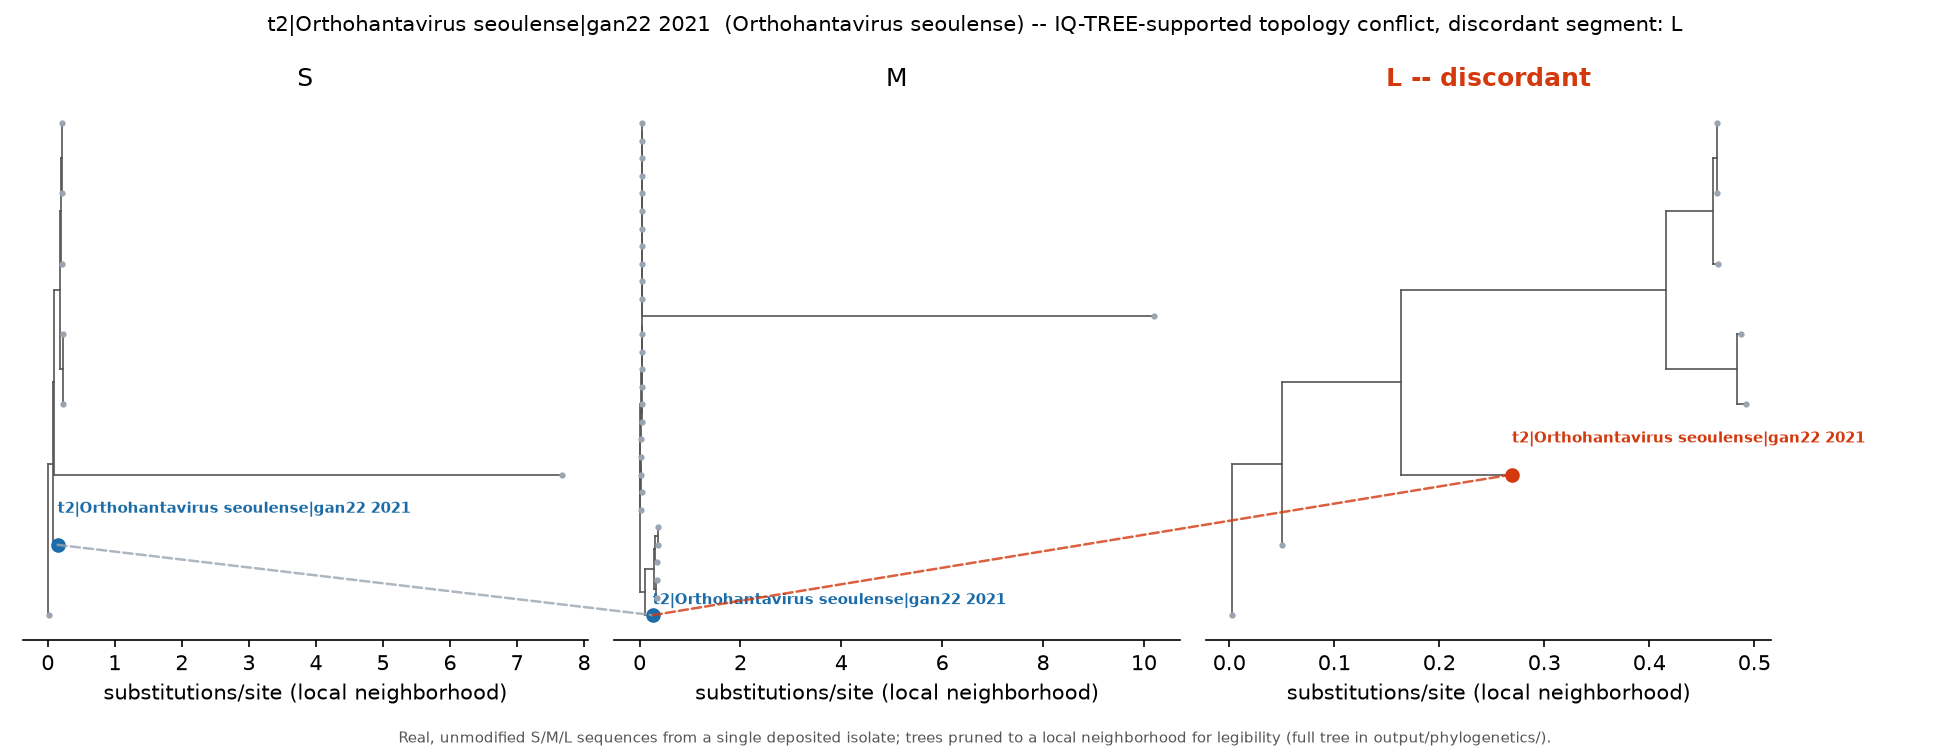 t2|Orthohantavirus seoulense|gan22 2021  (Orthohantavirus seoulense) -- IQ-TREE-supported topology conflict, discordant segment: L
S
M
L -- discordant
t2|Orthohantavirus seoulense|gan22 2021
t2|Orthohantavirus seoulense|gan22 2021
t2|Orthohantavirus seoulense|gan22 2021
0 1 2 3 4 5 6 7 8
0 2 4 6 8 10
0.0 0.1 0.2 0.3 0.4 0.5
substitutions/site (local neighborhood)
substitutions/site (local neighborhood)
substitutions/site (local neighborhood)
Real, unmodified S/M/L sequences from a single deposited isolate; trees pruned to a local neighborhood for legibility (full tree in output/phylogenetics/).